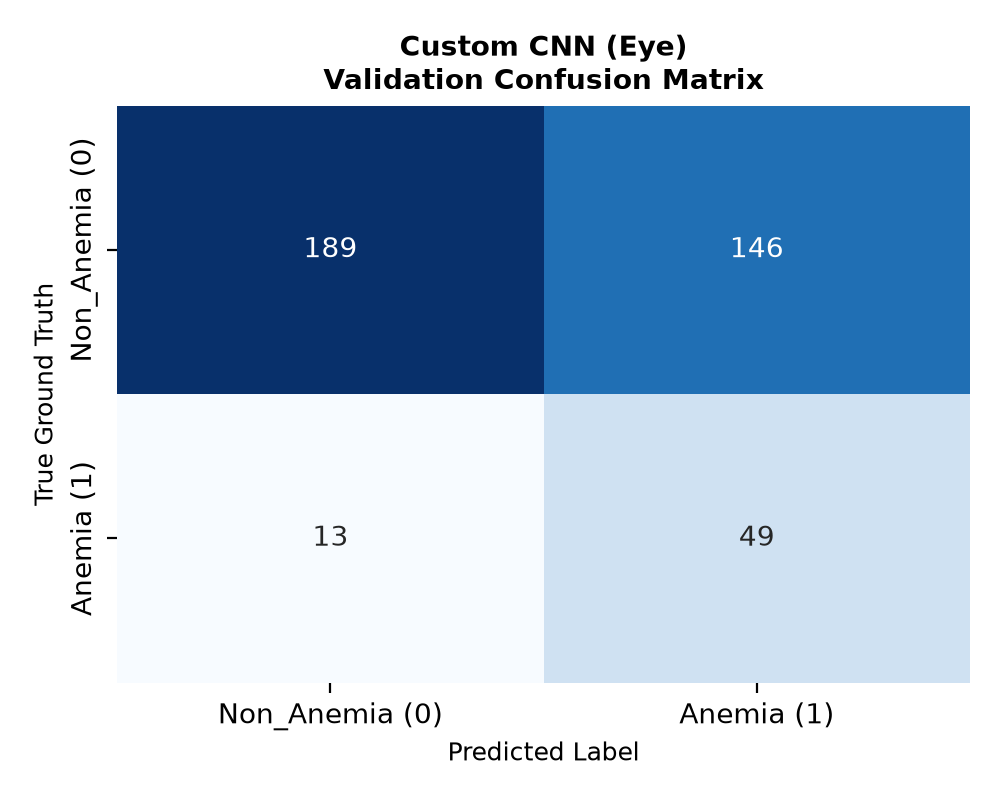 Custom CNN (Eye)
Validation Confusion Matrix
True Ground Truth
Non_Anemia (0)
189
146
Anemia (1)
13
49
Non_Anemia (0)
Anemia (1)
Predicted Label